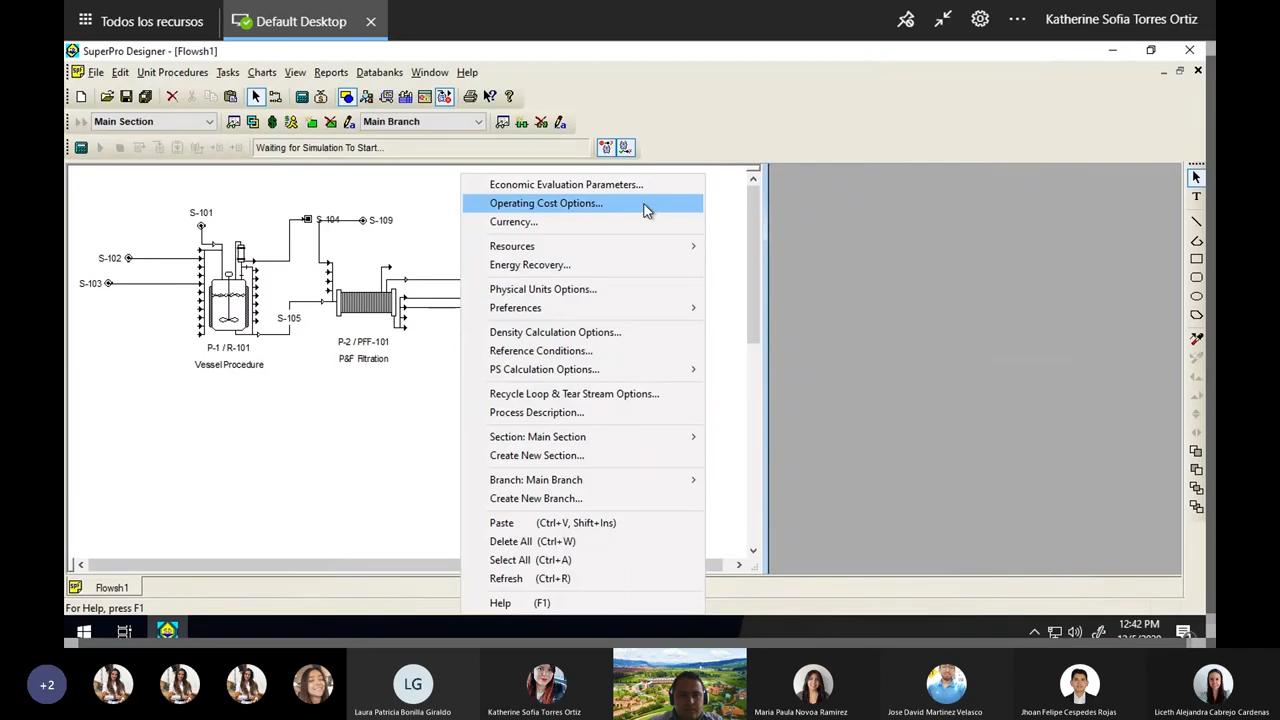 Todos los recursos
Default Desktop
Katherine Sofia Torres Ortiz
SuperPro Designer - [Flowsh1]
File Edit Unit Procedures Tasks Charts View Reports Databanks Window Help
Main Section
Main Branch
Waiting for Simulation To Start...
Economic Evaluation Parameters...
Operating Cost Options...
Currency...
Resources
Energy Recovery...
Physical Units Options...
Preferences
Density Calculation Options...
Reference Conditions...
PS Calculation Options...
Recycle Loop & Tear Stream Options...
Process Description...
Section: Main Section
Create New Section...
Branch: Main Branch
Create New Branch...
Paste (Ctrl+V, Shift+Ins)
Delete All (Ctrl+W)
Select All (Ctrl+A)
Refresh (Ctrl+R)
Help (F1)
S-101
S-104
S-109
S-102
S-103
S-105
P-1 / R-101
Vessel Procedure
P-2 / PFF-101
P&F Filtration
Flowsh1
For Help, press F1
12:42 PM
+2
LG
Laura Patricia Bonilla Giraldo
Katherine Sofia Torres Ortiz
Maria Paula Novoa Ramirez
Jose David Martinez Velasco
Jhoan Felipe Cespedes Rojas
Liceth Alejandra Cabrejo Cardenas